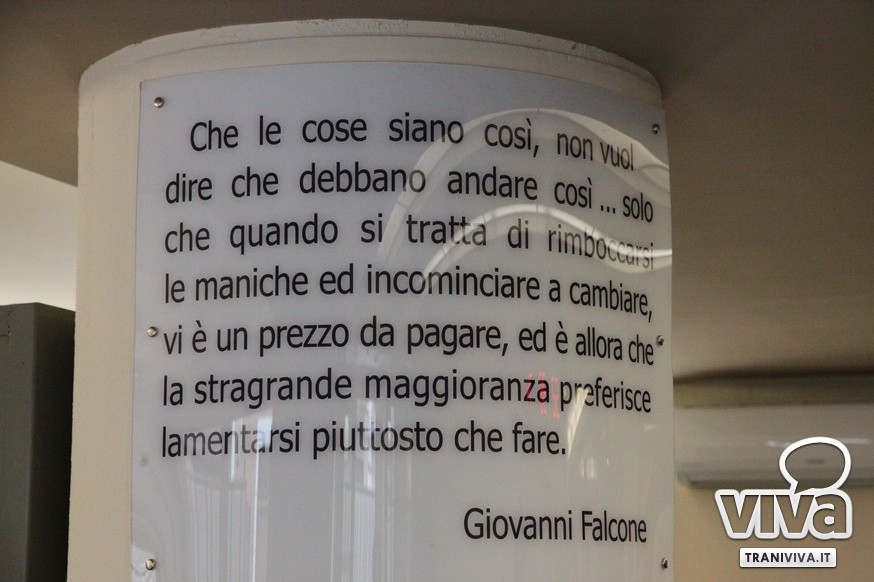 Che le cose siano così, non vuol
dire che debbano andare così ... solo
che quando si tratta di rimboccarsi
le maniche ed incominciare a cambiare,
vi è un prezzo da pagare, ed è allora che
la stragrande maggioranza preferisce
lamentarsi piuttosto che fare.
Giovanni Falcone
viva
TRANIVIVA.IT